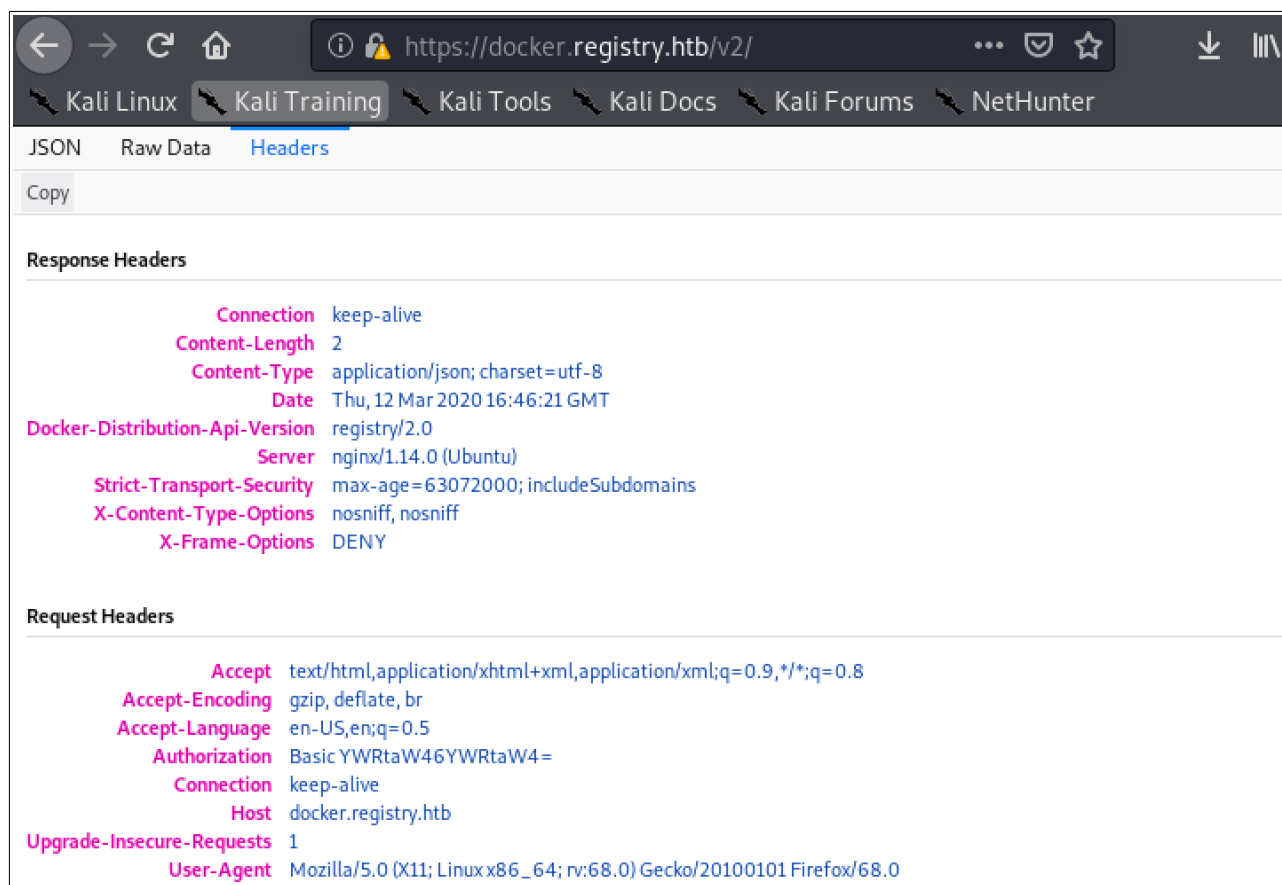 https://docker.registry.htb/v2/
Kali Linux Kali Training Kali Tools Kali Docs Kali Forums NetHunter
JSON Raw Data Headers
Copy
Response Headers
Connection keep-alive
Content-Length 2
Content-Type application/json; charset=utf-8
Date Thu, 12 Mar 2020 16:46:21 GMT
Docker-Distribution-Api-Version registry/2.0
Server nginx/1.14.0 (Ubuntu)
Strict-Transport-Security max-age=63072000; includeSubdomains
X-Content-Type-Options nosniff, nosniff
X-Frame-Options DENY
Request Headers
Accept text/html,application/xhtml+xml,application/xml;q=0.9,*/*;q=0.8
Accept-Encoding gzip, deflate, br
Accept-Language en-US,en;q=0.5
Authorization Basic YWRtaW46YWRtaW4=
Connection keep-alive
Host docker.registry.htb
Upgrade-Insecure-Requests 1
User-Agent Mozilla/5.0 (X11; Linux x86_64; rv:68.0) Gecko/20100101 Firefox/68.0